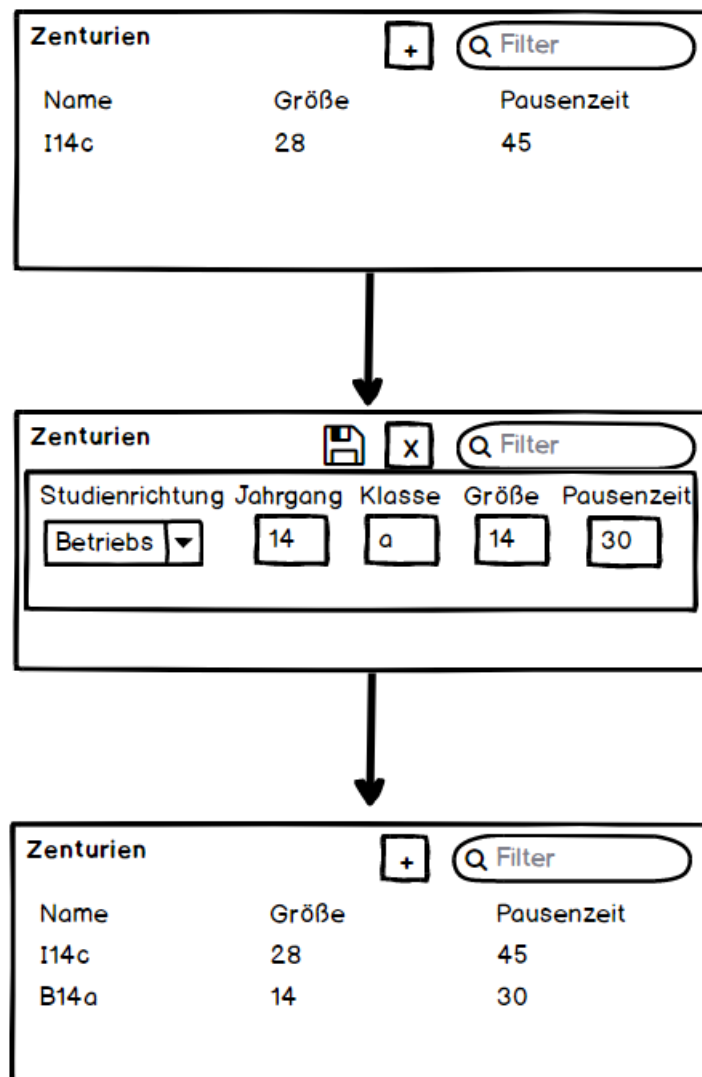 Zenturien + Filter
Name Größe Pausenzeit
I14c 28 45
Zenturien X Filter
Studienrichtung Jahrgang Klasse Größe Pausenzeit
Betriebs 14 a 14 30
Zenturien + Filter
Name Größe Pausenzeit
I14c 28 45
B14a 14 30